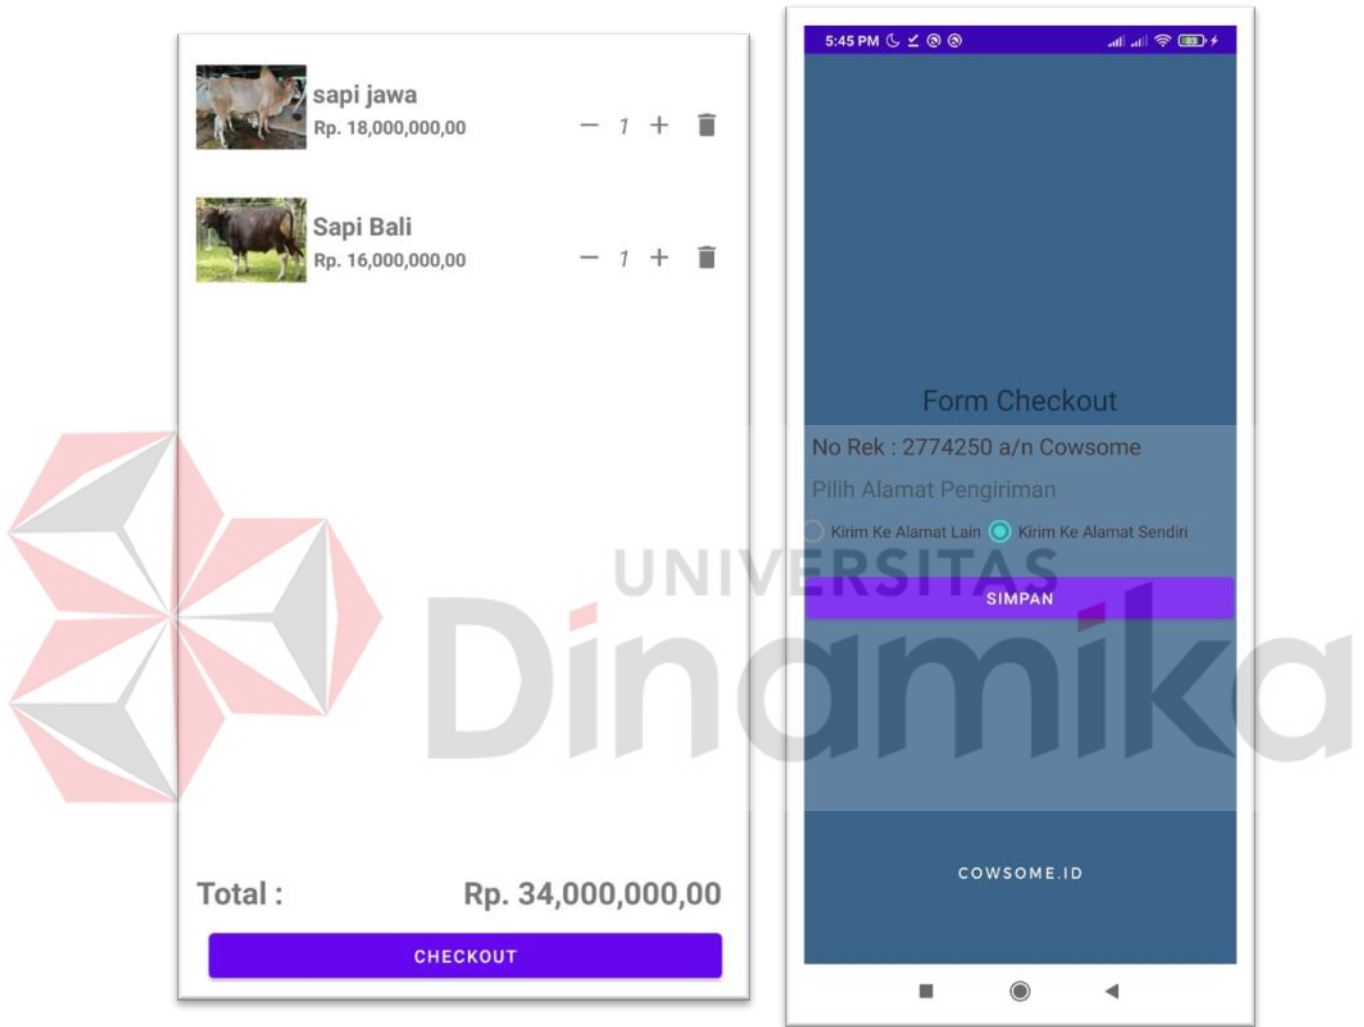 sapi jawa
Rp. 18,000,000,00
1
Sapi Bali
Rp. 16,000,000,00
1
Total : Rp. 34,000,000,00
CHECKOUT
5:45 PM
83
Form Checkout
No Rek : 2774250 a/n Cowsome
Pilih Alamat Pengiriman
Kirim Ke Alamat Lain Kirim Ke Alamat Sendiri
SIMPAN
COWSOME.ID
UNIVERSITAS
Dinamika